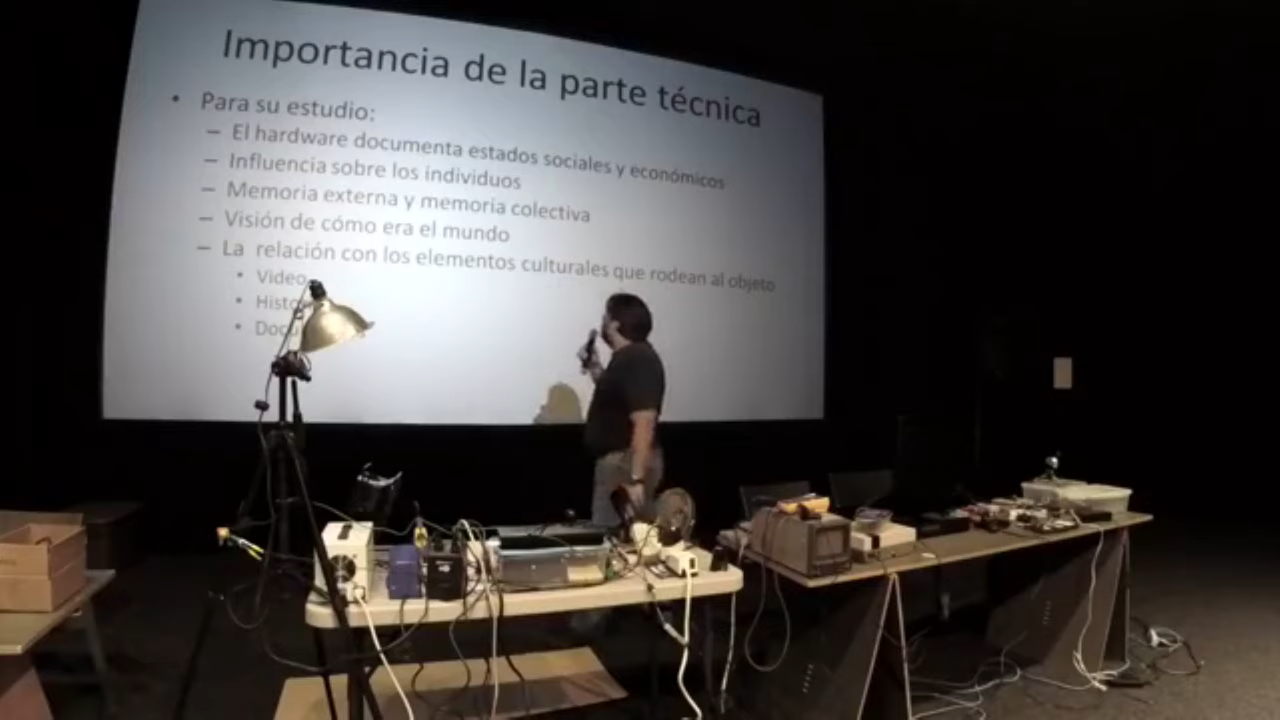 Importancia de la parte técnica
• Para su estudio:
– El hardware documenta estados sociales y económicos
– Influencia sobre los individuos
– Memoria externa y memoria colectiva
– Visión de cómo era el mundo
– La relación con los elementos culturales que rodean al objeto
• Video